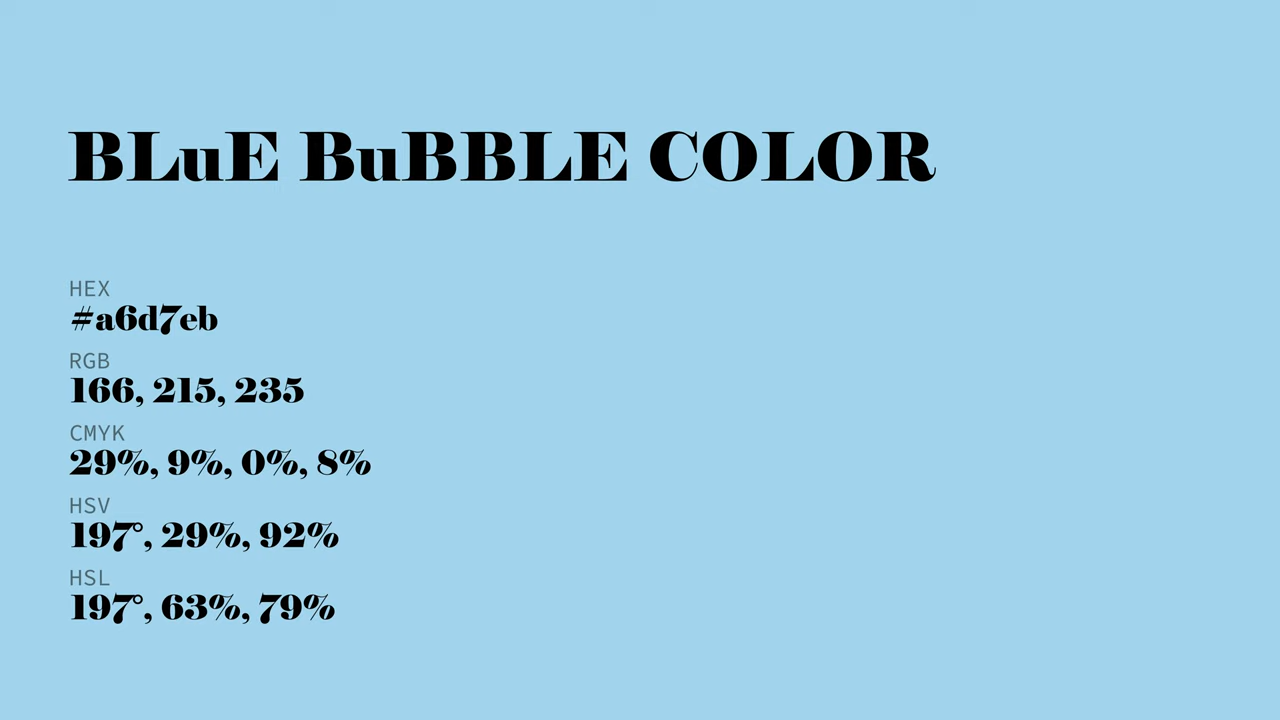 BLuE BuBBLE COLOR
HEX
#a6d7eb
RGB
166, 215, 235
CMYK
29%, 9%, 0%, 8%
HSV
197°, 29%, 92%
HSL
197°, 63%, 79%